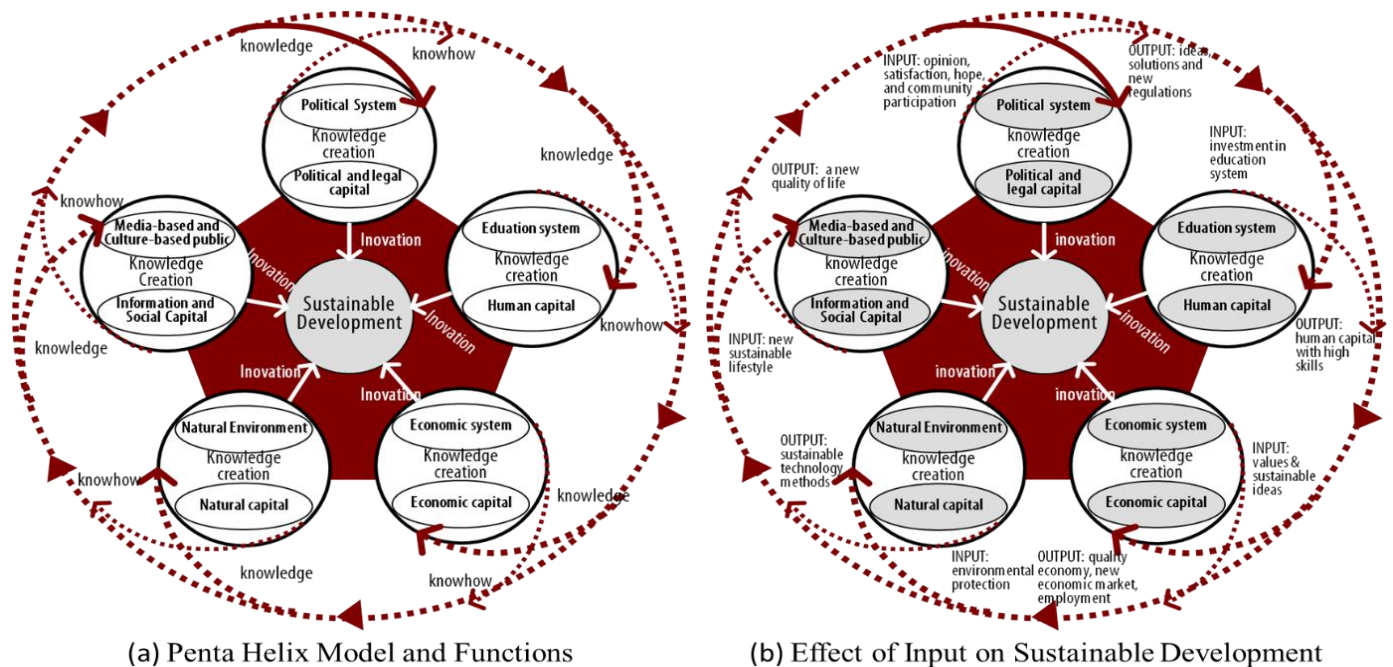 knowledge
knowhow
Political System
Knowledge
creation
Political and legal
capital
knowledge
knowhow
Media-based and
Culture-based public
Knowledge
Creation
Information and
Social Capital
Inovation
Inovation
Eduation system
Knowledge
creation
Human capital
Sustainable
Development
Inovation
knowhow
knowledge
Inovation
Inovation
Natural Environment
Knowledge
creation
Natural capital
Economic system
Knowledge
creation
Economic capital
knowhow
knowledge
knowledge
knowhow
(a) Penta Helix Model and Functions
INPUT: opinion,
satisfaction, hope,
and community
participation
OUTPUT: ideas,
solutions and
new
regulations
Political system
knowledge
creation
Political and
legal capital
INPUT:
investment in
education
system
OUTPUT: a new
quality of life
Media-based and
Culture-based public
knowledge
creation
Information and
Social Capital
inovation
inovation
Eduation system
Knowledge
creation
Human capital
Sustainable
Development
inovation
INPUT: new
sustainable
lifestyle
OUTPUT:
human capital
with high
skills
inovation
inovation
Natural Environment
knowledge
creation
Natural capital
Economic system
knowledge
creation
Economic capital
OUTPUT:
sustainable
technology
methods
INPUT:
values &
sustainable
ideas
INPUT:
environmental
protection
OUTPUT: quality
economy, new
economic market,
employment
(b) Effect of Input on Sustainable Development